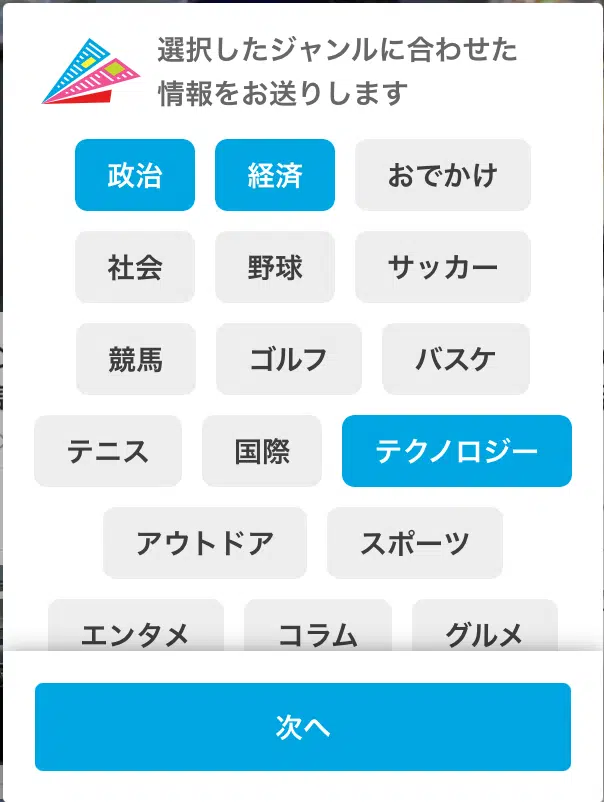 選択したジャンルに合わせた
情報をお送りします
政治 経済 おでかけ
社会 野球 サッカー
競馬 ゴルフ バスケ
テニス 国際 テクノロジー
アウトドア スポーツ
エンタメ コラム グルメ
次へ